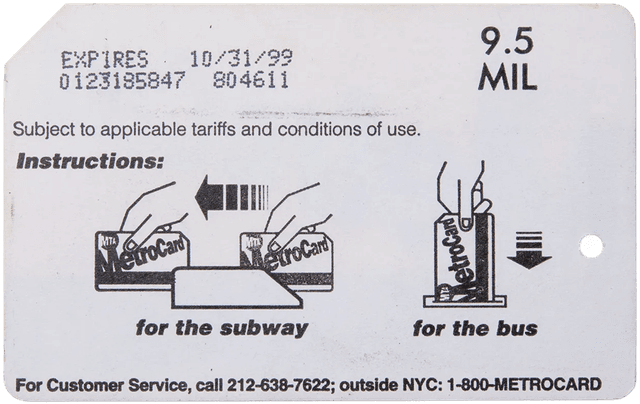 EXPIRES 10/31/99
0123185847 804611
9.5
MIL
Subject to applicable tariffs and conditions of use.
Instructions:
MTA
MetroCard
MTA
MetroCard
MetroCard
for the subway
for the bus
For Customer Service, call 212-638-7622; outside NYC: 1-800-METROCARD